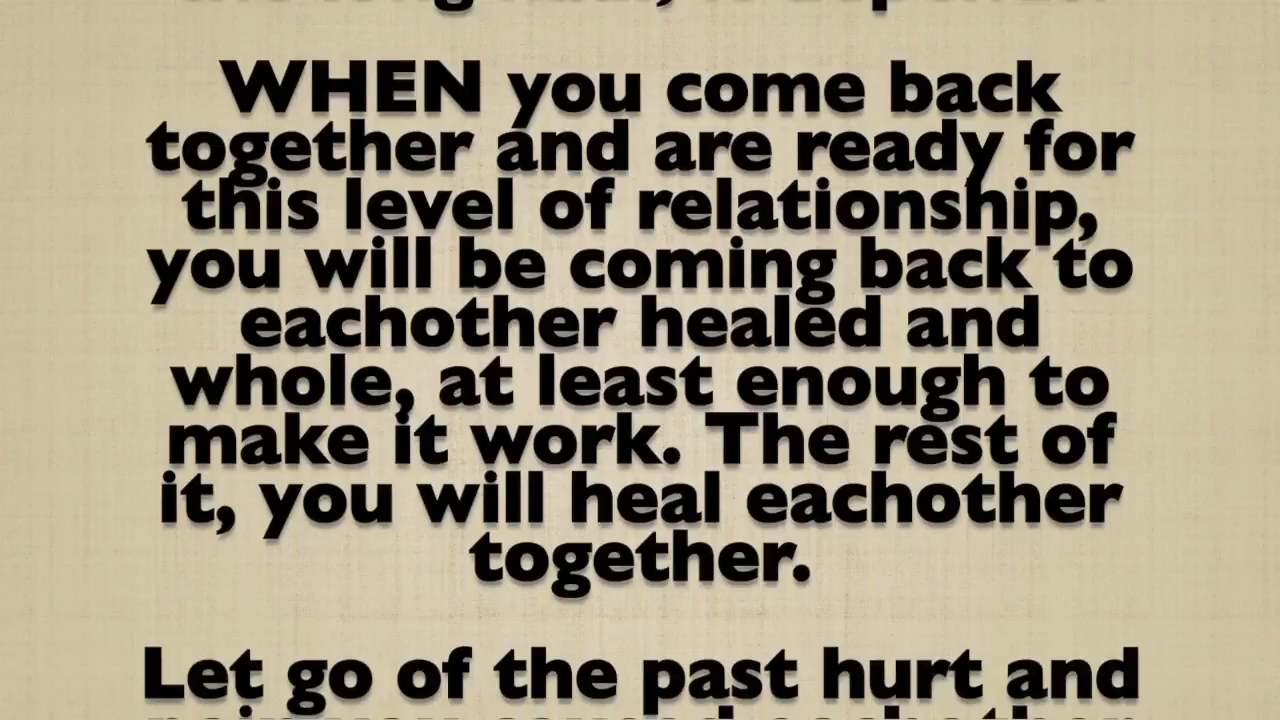 WHEN you come back
together and are ready for
this level of relationship,
you will be coming back to
eachother healed and
whole, at least enough to
make it work. The rest of
it, you will heal eachother
together.
Let go of the past hurt and